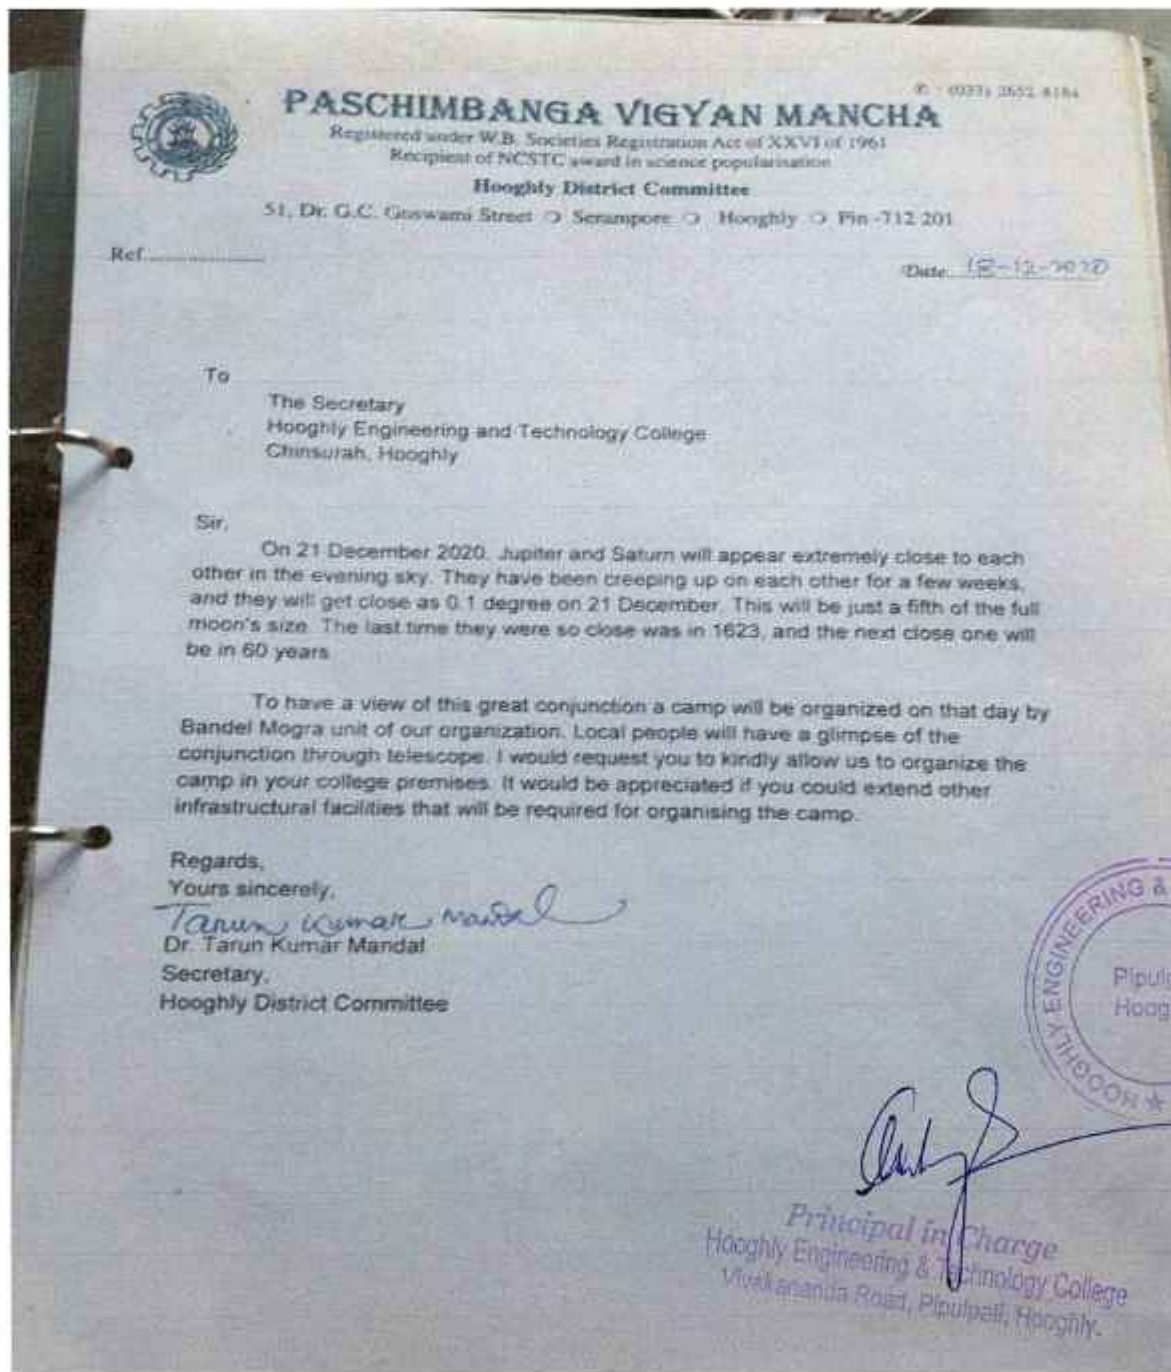 (033) 2652 8184
PASCHIMBANGA VIGYAN MANCHA
Registered under W.B. Societies Registration Act of XXVI of 1961
Recipient of NCSTC award in science popularisation
Hooghly District Committee
51, Dr. G.C. Goswami Street ❍ Serampore ❍ Hooghly ❍ Pin -712 201
Ref.....................
Date 18-12-2020
To
The Secretary
Hooghly Engineering and Technology College
Chinsurah, Hooghly
Sir,
On 21 December 2020, Jupiter and Saturn will appear extremely close to each
other in the evening sky. They have been creeping up on each other for a few weeks,
and they will get close as 0.1 degree on 21 December. This will be just a fifth of the full
moon's size. The last time they were so close was in 1623, and the next close one will
be in 60 years
To have a view of this great conjunction a camp will be organized on that day by
Bandel Mogra unit of our organization. Local people will have a glimpse of the
conjunction through telescope. I would request you to kindly allow us to organize the
camp in your college premises. It would be appreciated if you could extend other
infrastructural facilities that will be required for organising the camp.
Regards,
Yours sincerely,
Tarun Kumar Mandal
Dr. Tarun Kumar Mandal
Secretary,
Hooghly District Committee
HOOGHLY ENGINEERING &
Pipul
Hoog
Principal in Charge
Hooghly Engineering & Technology College
Vivekananda Road, Pipulpati, Hooghly.